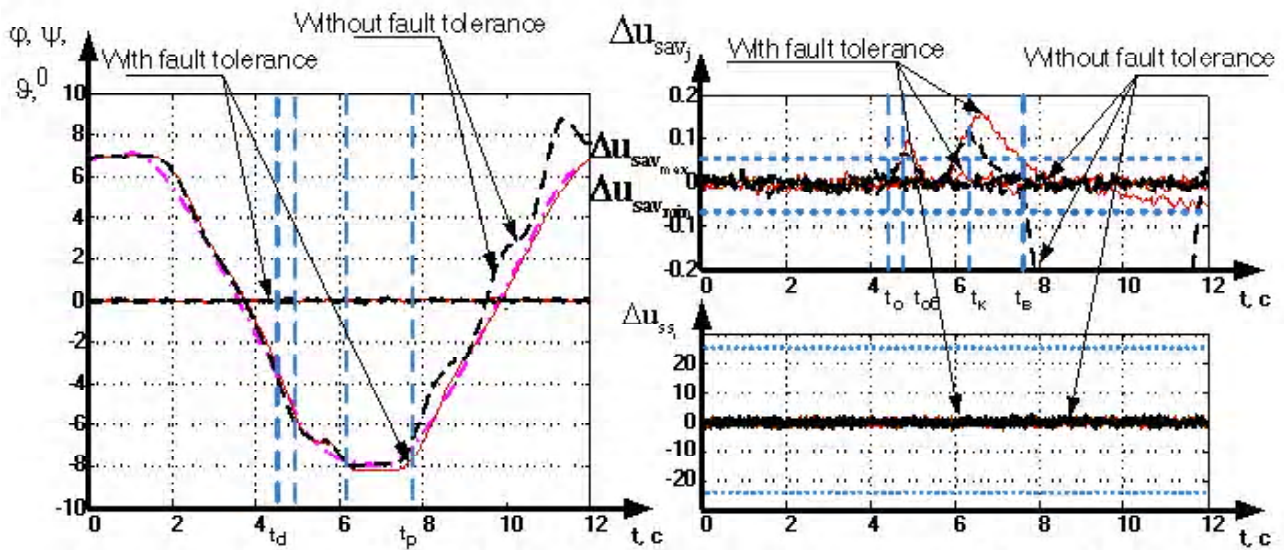 φ, ψ,
ϑ,⁰
With fault tolerance
Without fault tolerance
10
8
6
4
2
0
-2
-4
-6
-8
-10
0 2 4 6 8 10 12
t_d
t_p
t, c
Δu_sav_j
With fault tolerance
Without fault tolerance
0.2
0.1
0
-0.1
-0.2
Δu_sav_max
Δu_sav_min
0 2 4 6 8 10 12
t_o t_об t_к t_в
t, c
Δu_ss
20
10
0
-10
-20
0 2 4 6 8 10 12
t, c